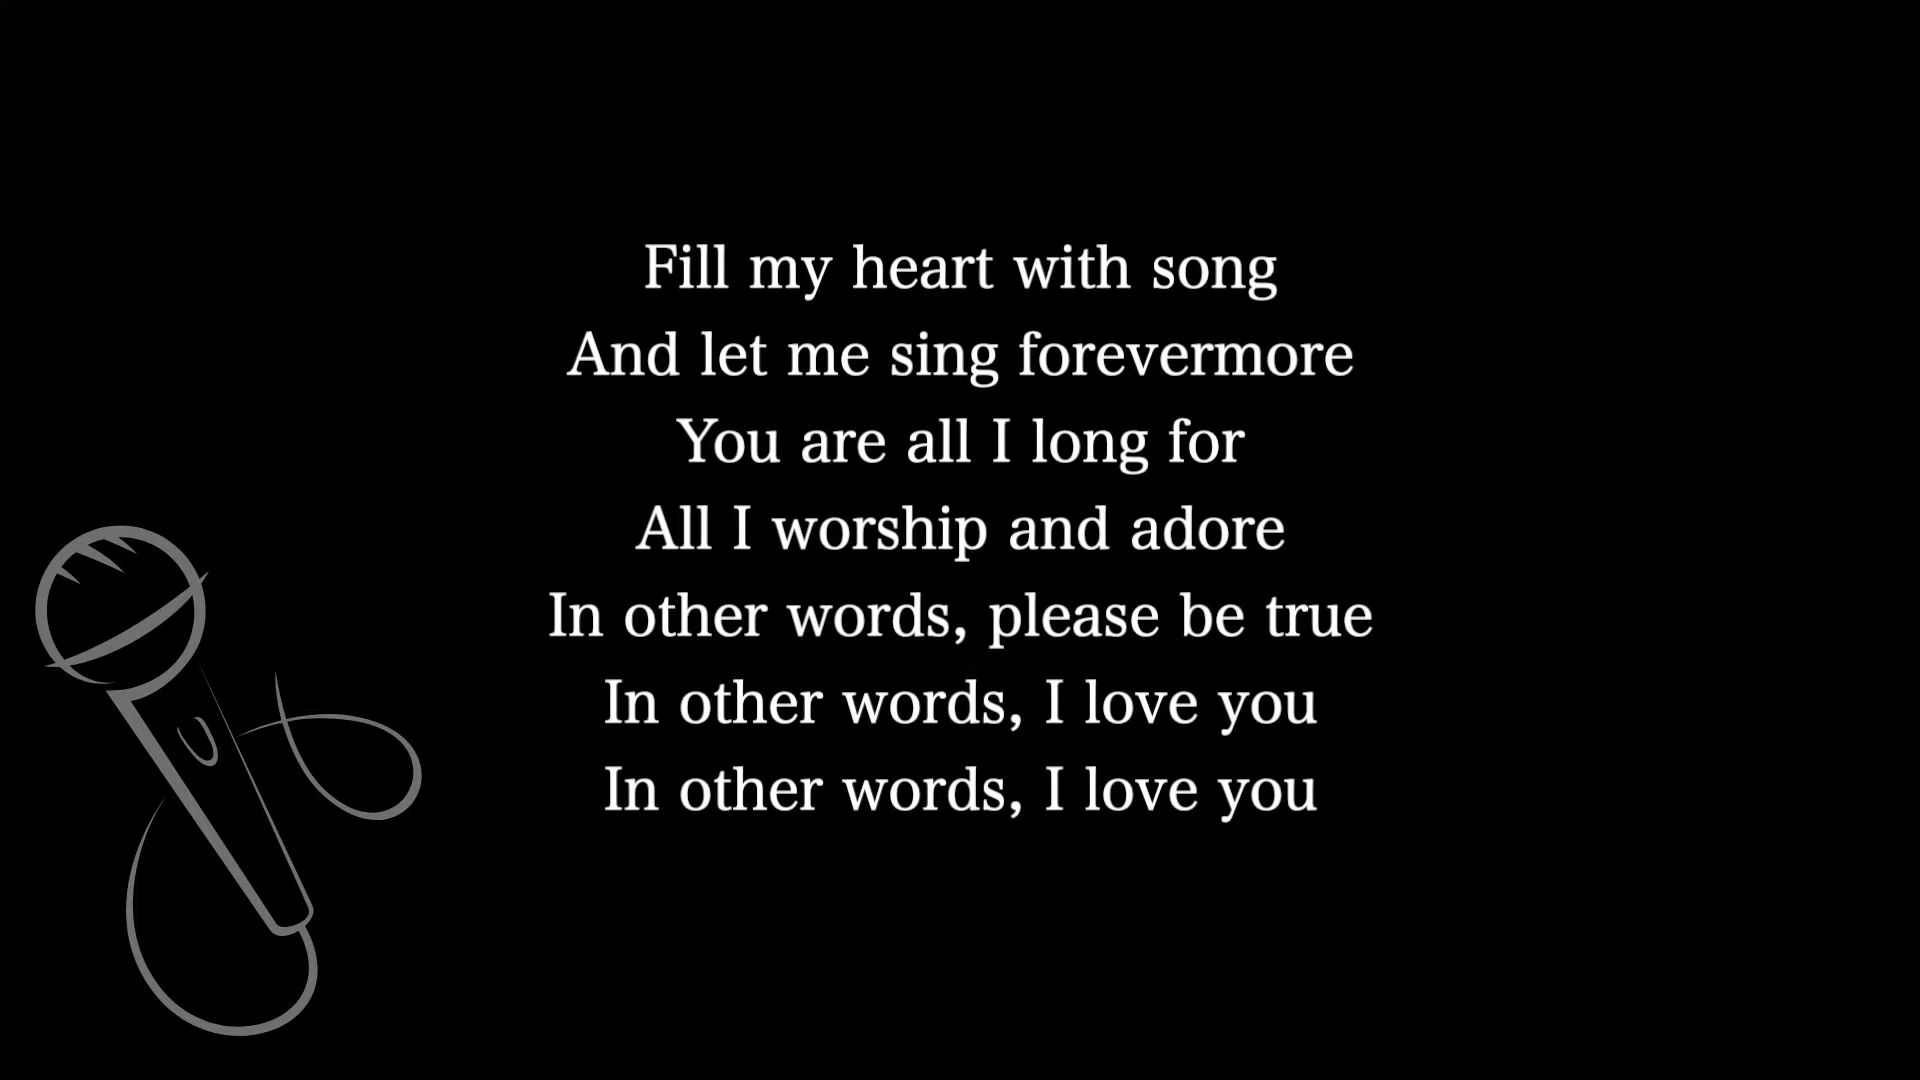 Fill my heart with song
And let me sing forevermore
You are all I long for
All I worship and adore
In other words, please be true
In other words, I love you
In other words, I love you